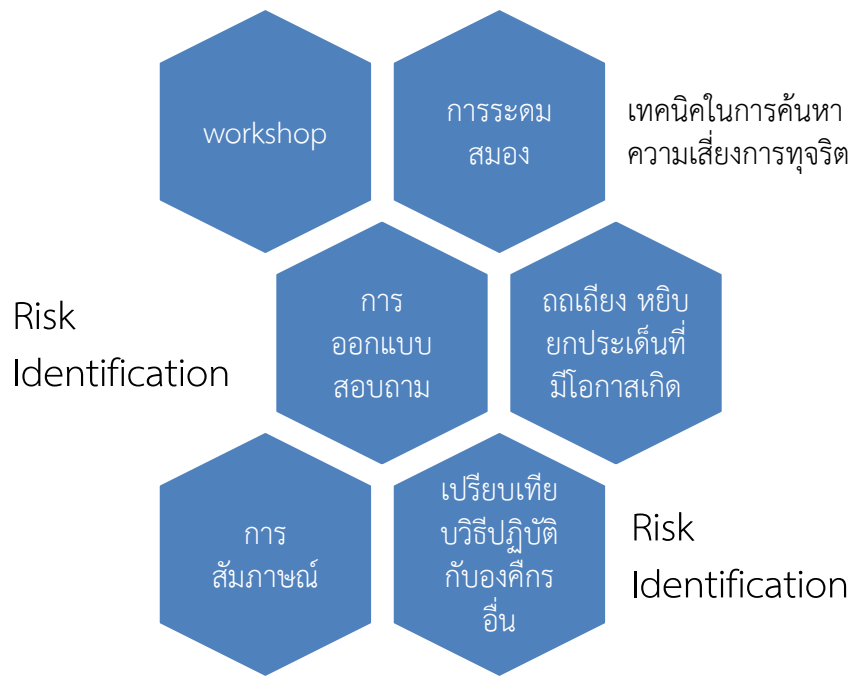 workshop
การระดม
สมอง
เทคนิคในการค้นหา
ความเสี่ยงการทุจริต
Risk
Identification
การ
ออกแบบ
สอบถาม
ถถเถียง หยิบ
ยกประเด็นที่
มีโอกาสเกิด
การ
สัมภาษณ์
เปรียบเทีย
บวิธีปฏิบัติ
กับองค์กร
อื่น
Risk
Identification